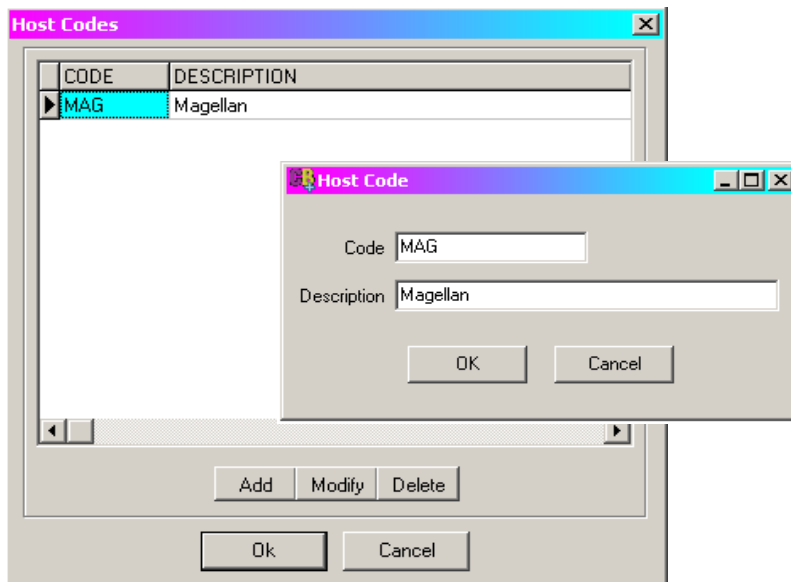 Host Codes
CODE DESCRIPTION
MAG Magellan
Host Code
Code MAG
Description Magellan
OK Cancel
Add Modify Delete
Ok Cancel